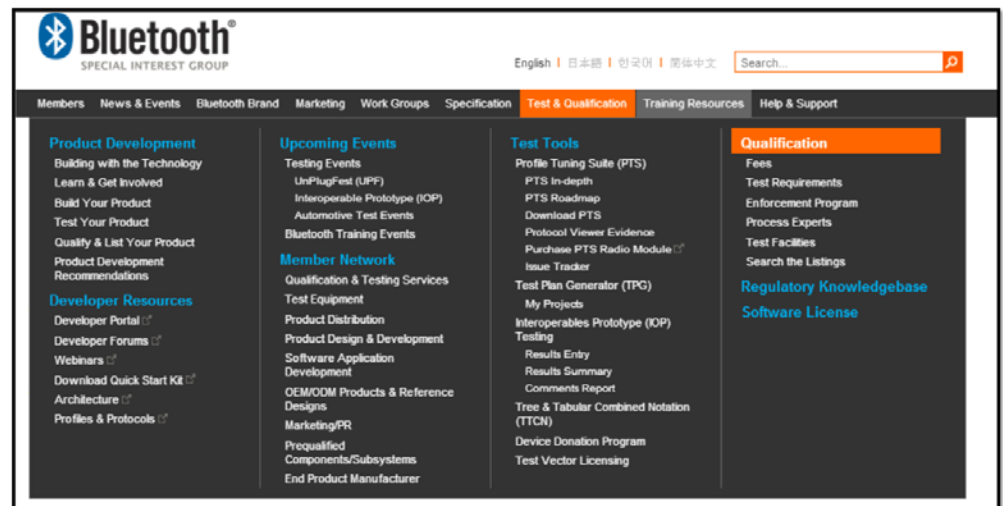 Bluetooth®
SPECIAL INTEREST GROUP
English | 日本語 | 한국어 | 简体中文
Search...
Members News & Events Bluetooth Brand Marketing Work Groups Specification Test & Qualification Training Resources Help & Support
Product Development
Building with the Technology
Learn & Get Involved
Build Your Product
Test Your Product
Qualify & List Your Product
Product Development
Recommendations
Developer Resources
Developer Portal
Developer Forums
Webinars
Download Quick Start Kit
Architecture
Profiles & Protocols
Upcoming Events
Testing Events
UnPlugFest (UPF)
Interoperable Prototype (IOP)
Automotive Test Events
Bluetooth Training Events
Member Network
Qualification & Testing Services
Test Equipment
Product Distribution
Product Design & Development
Software Application
Development
OEM/ODM Products & Reference
Designs
Marketing/PR
Prequalified
Components/Subsystems
End Product Manufacturer
Test Tools
Profile Tuning Suite (PTS)
PTS In-depth
PTS Roadmap
Download PTS
Protocol Viewer Evidence
Purchase PTS Radio Module
Issue Tracker
Test Plan Generator (TPG)
My Projects
Interoperables Prototype (IOP)
Testing
Results Entry
Results Summary
Comments Report
Tree & Tabular Combined Notation
(TTCN)
Device Donation Program
Test Vector Licensing
Qualification
Fees
Test Requirements
Enforcement Program
Process Experts
Test Facilities
Search the Listings
Regulatory Knowledgebase
Software License